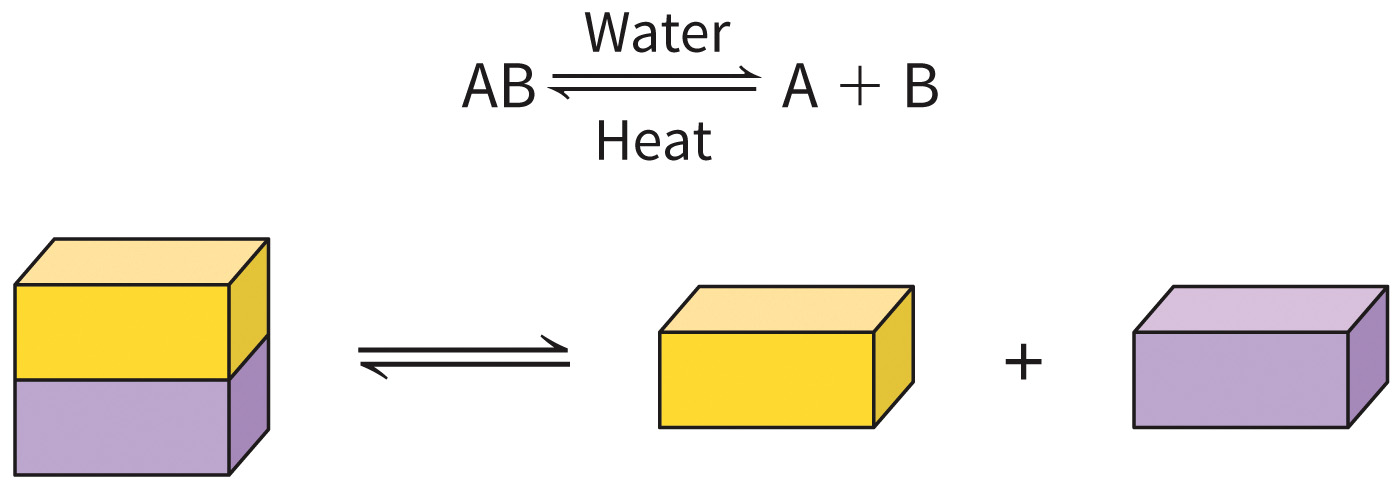 Water
AB ⇌ A + B
Heat
+